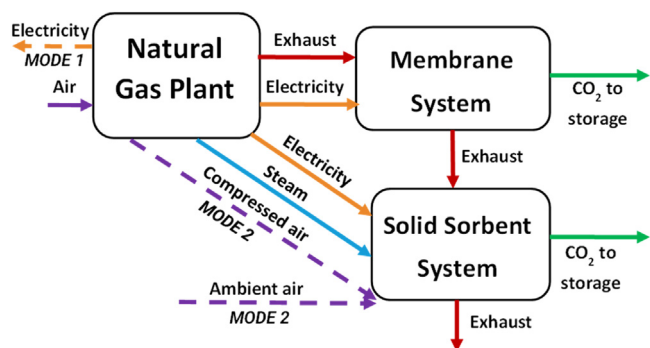 Electricity
MODE 1
Air
Natural
Gas Plant
Exhaust
Electricity
Membrane
System
CO2 to
storage
Exhaust
Electricity
Steam
Compressed air
MODE 2
Ambient air
MODE 2
Solid Sorbent
System
CO2 to
storage
Exhaust